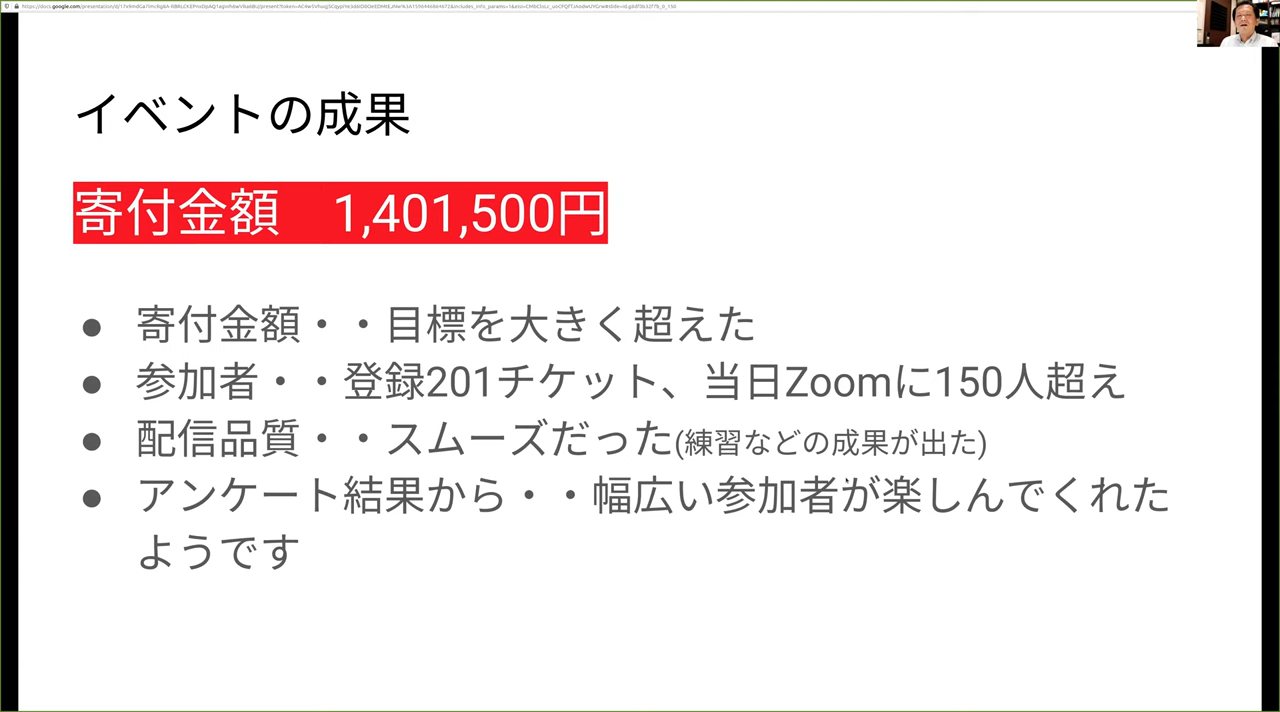 イベントの成果
寄付金額　1,401,500円
● 寄付金額・・目標を大きく超えた
● 参加者・・登録201チケット、当日Zoomに150人超え
● 配信品質・・スムーズだった(練習などの成果が出た)
● アンケート結果から・・幅広い参加者が楽しんでくれた
ようです